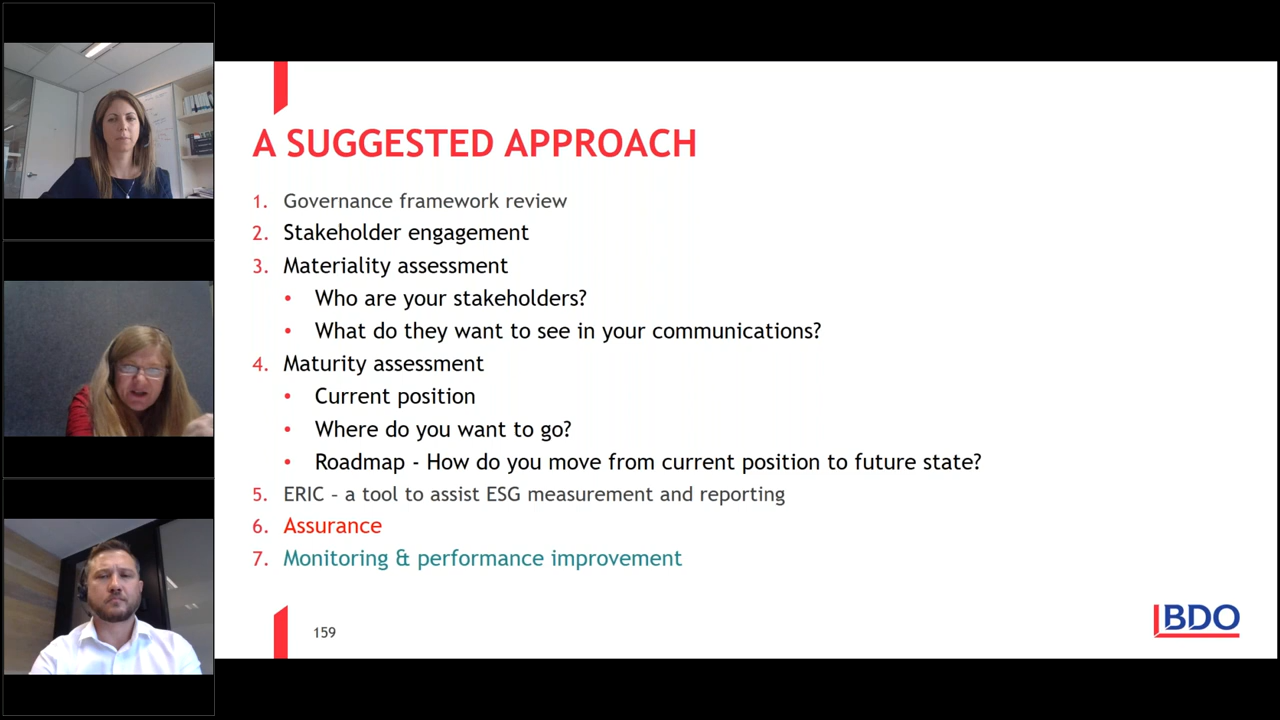 A SUGGESTED APPROACH
1. Governance framework review
2. Stakeholder engagement
3. Materiality assessment
• Who are your stakeholders?
• What do they want to see in your communications?
4. Maturity assessment
• Current position
• Where do you want to go?
• Roadmap - How do you move from current position to future state?
5. ERIC – a tool to assist ESG measurement and reporting
6. Assurance
7. Monitoring & performance improvement
159
BDO